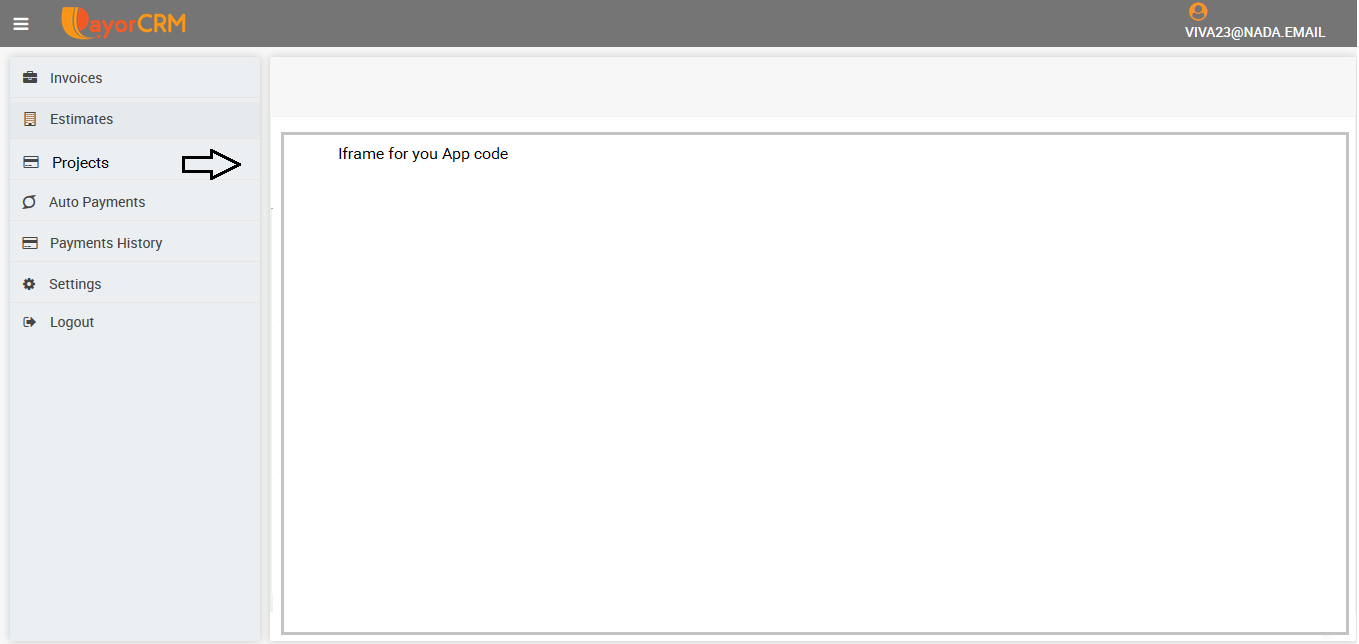 PayorCRM
VIVA23@NADA.EMAIL
Invoices
Estimates
Projects
Auto Payments
Payments History
Settings
Logout
Iframe for you App code